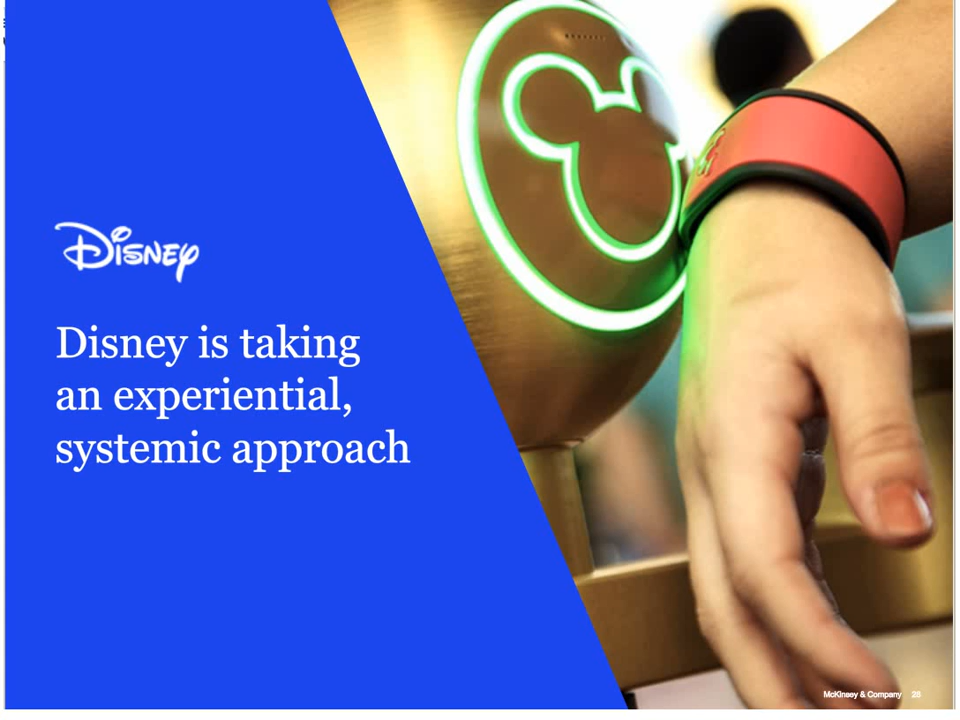 Disney
Disney is taking
an experiential,
systemic approach
McKinsey & Company 28